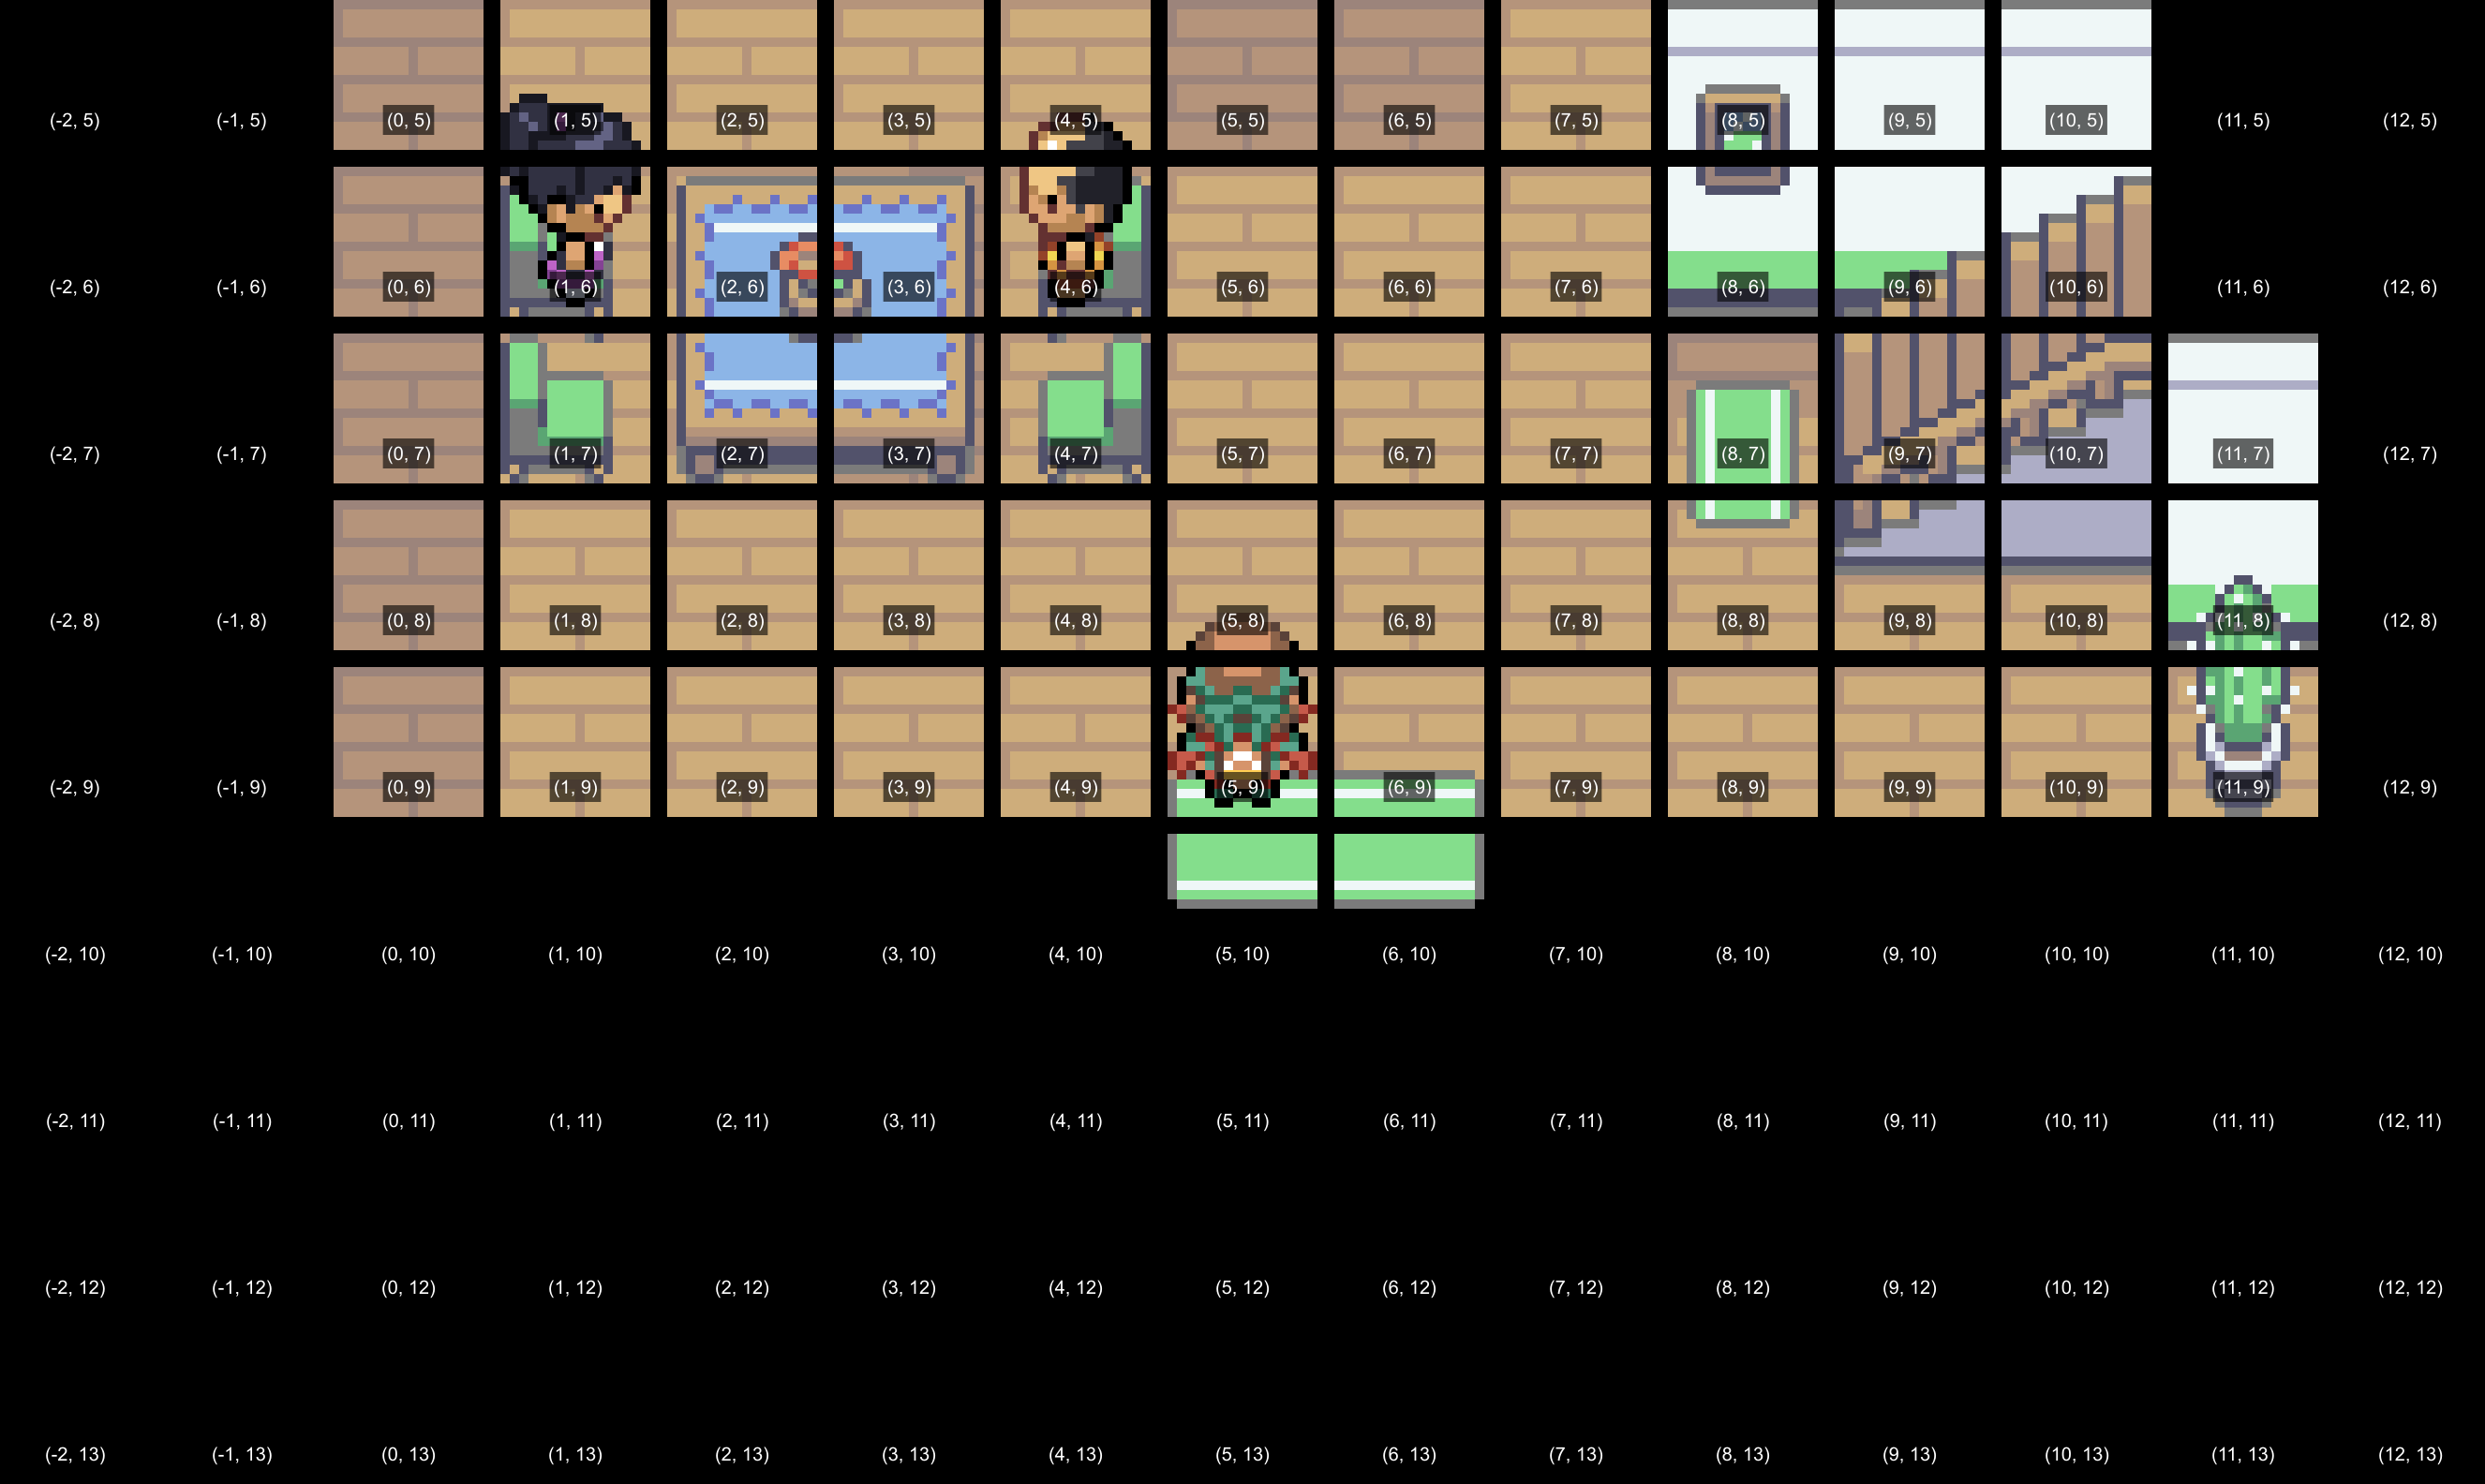 (-2, 5) (-1, 5) (0, 5) (1, 5) (2, 5) (3, 5) (4, 5) (5, 5) (6, 5) (7, 5) (8, 5) (9, 5) (10, 5) (11, 5) (12, 5)
(-2, 6) (-1, 6) (0, 6) (1, 6) (2, 6) (3, 6) (4, 6) (5, 6) (6, 6) (7, 6) (8, 6) (9, 6) (10, 6) (11, 6) (12, 6)
(-2, 7) (-1, 7) (0, 7) (1, 7) (2, 7) (3, 7) (4, 7) (5, 7) (6, 7) (7, 7) (8, 7) (9, 7) (10, 7) (11, 7) (12, 7)
(-2, 8) (-1, 8) (0, 8) (1, 8) (2, 8) (3, 8) (4, 8) (5, 8) (6, 8) (7, 8) (8, 8) (9, 8) (10, 8) (11, 8) (12, 8)
(-2, 9) (-1, 9) (0, 9) (1, 9) (2, 9) (3, 9) (4, 9) (5, 9) (6, 9) (7, 9) (8, 9) (9, 9) (10, 9) (11, 9) (12, 9)
(-2, 10) (-1, 10) (0, 10) (1, 10) (2, 10) (3, 10) (4, 10) (5, 10) (6, 10) (7, 10) (8, 10) (9, 10) (10, 10) (11, 10) (12, 10)
(-2, 11) (-1, 11) (0, 11) (1, 11) (2, 11) (3, 11) (4, 11) (5, 11) (6, 11) (7, 11) (8, 11) (9, 11) (10, 11) (11, 11) (12, 11)
(-2, 12) (-1, 12) (0, 12) (1, 12) (2, 12) (3, 12) (4, 12) (5, 12) (6, 12) (7, 12) (8, 12) (9, 12) (10, 12) (11, 12) (12, 12)
(-2, 13) (-1, 13) (0, 13) (1, 13) (2, 13) (3, 13) (4, 13) (5, 13) (6, 13) (7, 13) (8, 13) (9, 13) (10, 13) (11, 13) (12, 13)